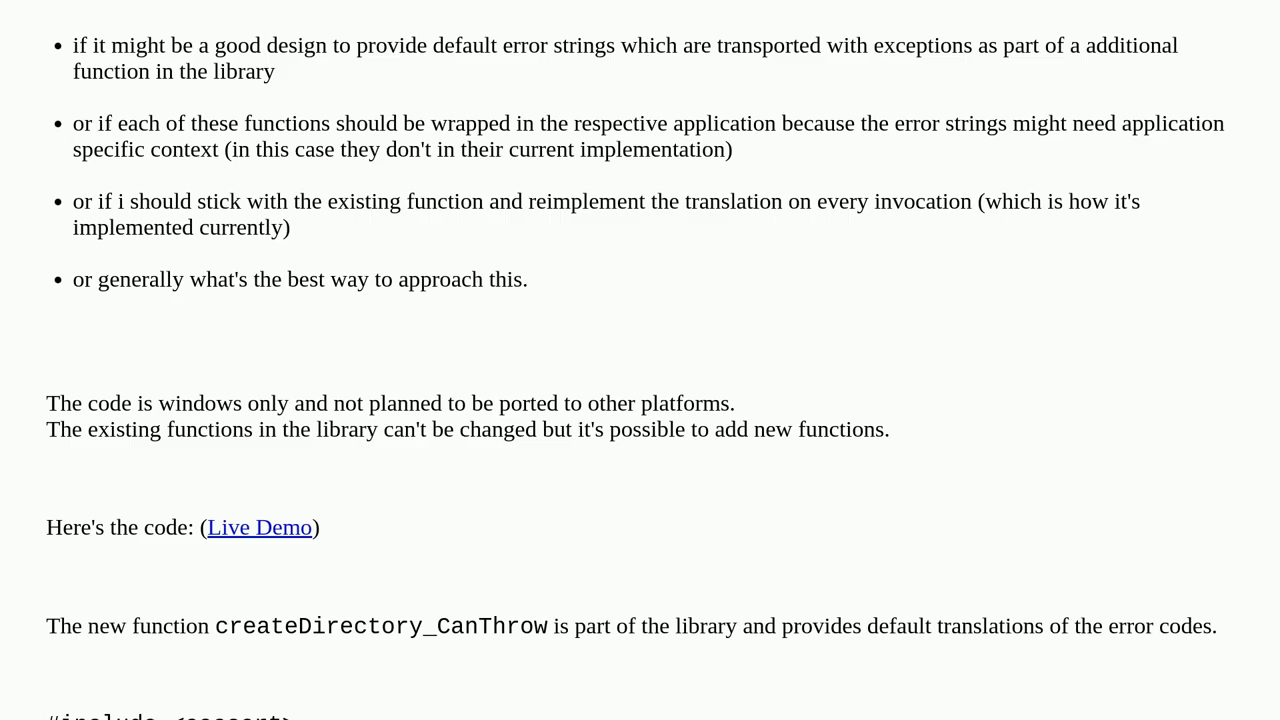 • if it might be a good design to provide default error strings which are transported with exceptions as part of a additional
function in the library
• or if each of these functions should be wrapped in the respective application because the error strings might need application
specific context (in this case they don't in their current implementation)
• or if i should stick with the existing function and reimplement the translation on every invocation (which is how it's
implemented currently)
• or generally what's the best way to approach this.
The code is windows only and not planned to be ported to other platforms.
The existing functions in the library can't be changed but it's possible to add new functions.
Here's the code: (Live Demo)
The new function createDirectory_CanThrow is part of the library and provides default translations of the error codes.